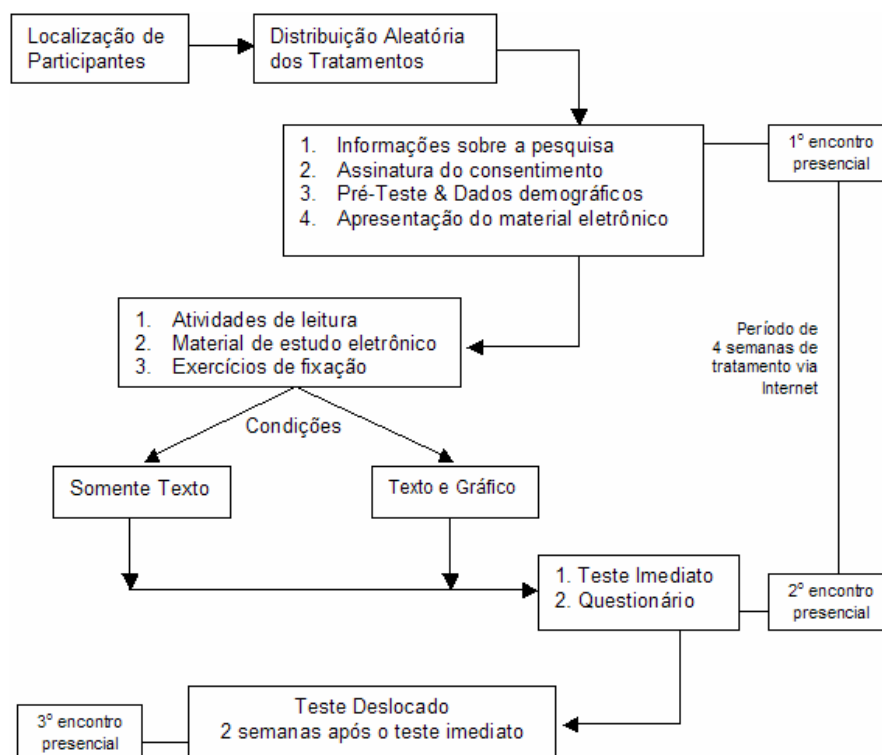 Localização de
Participantes
Distribuição Aleatória
dos Tratamentos
1. Informações sobre a pesquisa
2. Assinatura do consentimento
3. Pré-Teste & Dados demográficos
4. Apresentação do material eletrônico
1º encontro
presencial
1. Atividades de leitura
2. Material de estudo eletrônico
3. Exercícios de fixação
Período de
4 semanas de
tratamento via
Internet
Condições
Somente Texto
Texto e Gráfico
1. Teste Imediato
2. Questionário
2º encontro
presencial
Teste Deslocado
2 semanas após o teste imediato
3º encontro
presencial